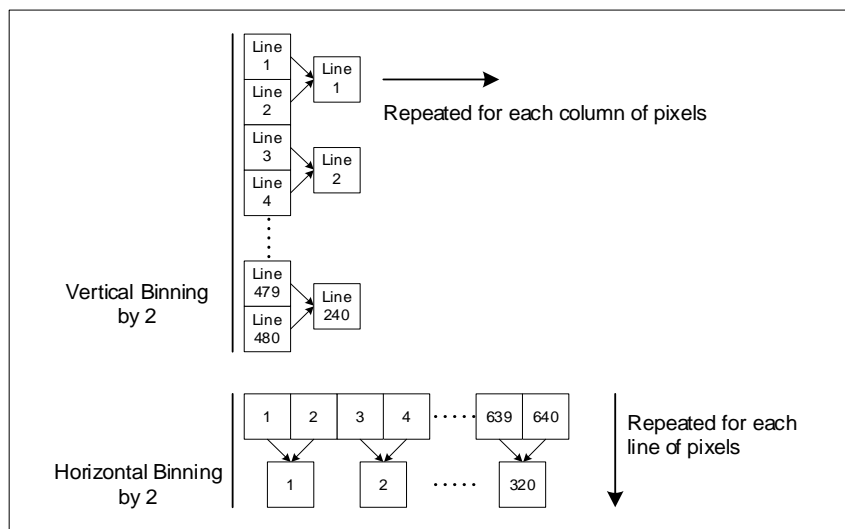 Line
1
Line
2
Line
3
Line
4
Line
479
Line
480
Line
1
Line
2
Line
240
Repeated for each column of pixels
Vertical Binning
by 2
1 2 3 4 639 640
1 2 320
Repeated for each
line of pixels
Horizontal Binning
by 2